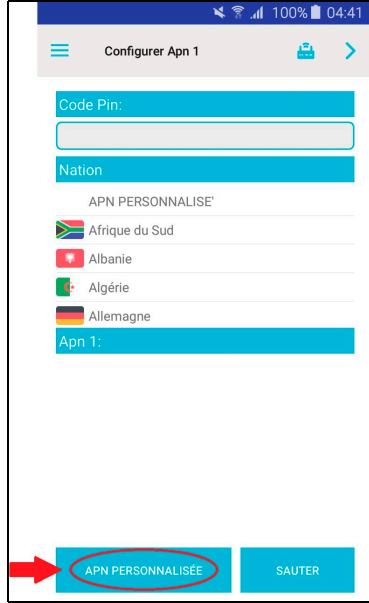 100% 04:41
Configurer Apn 1
Code Pin:
Nation
APN PERSONNALISE'
Afrique du Sud
Albanie
Algérie
Allemagne
Apn 1:
APN PERSONNALISÉE SAUTER